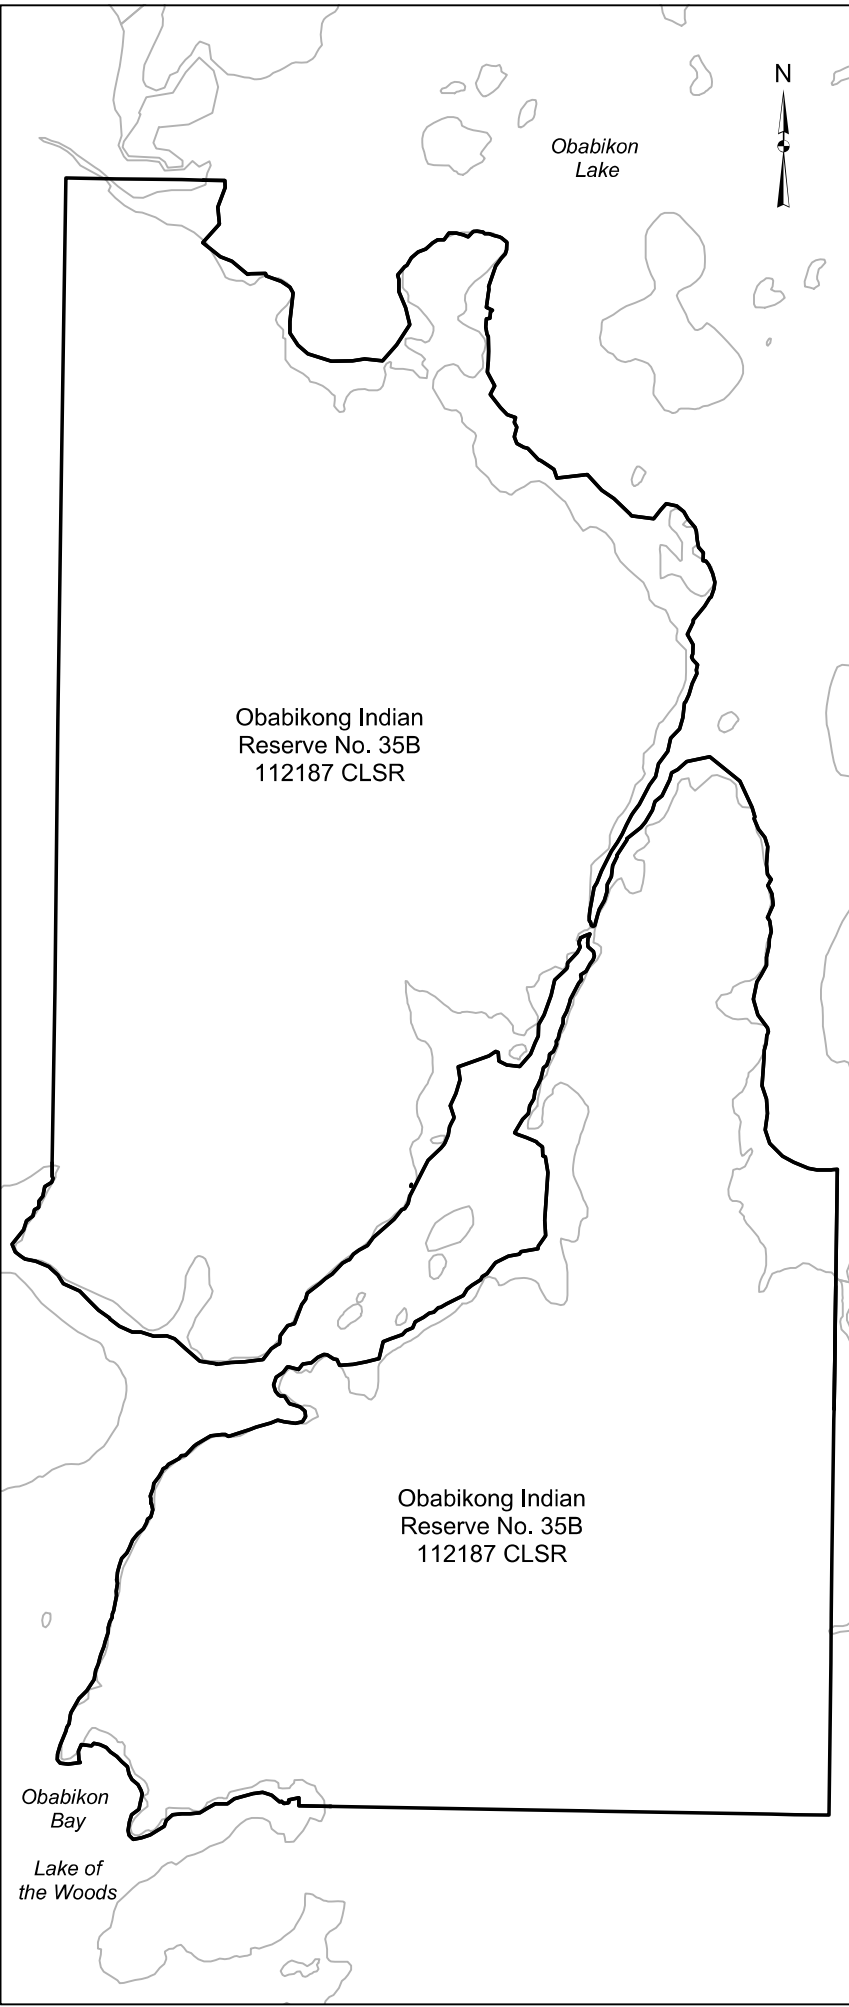 N
Obabikon
Lake
Obabikong Indian
Reserve No. 35B
112187 CLSR
Obabikong Indian
Reserve No. 35B
112187 CLSR
Obabikon
Bay
Lake of
the Woods